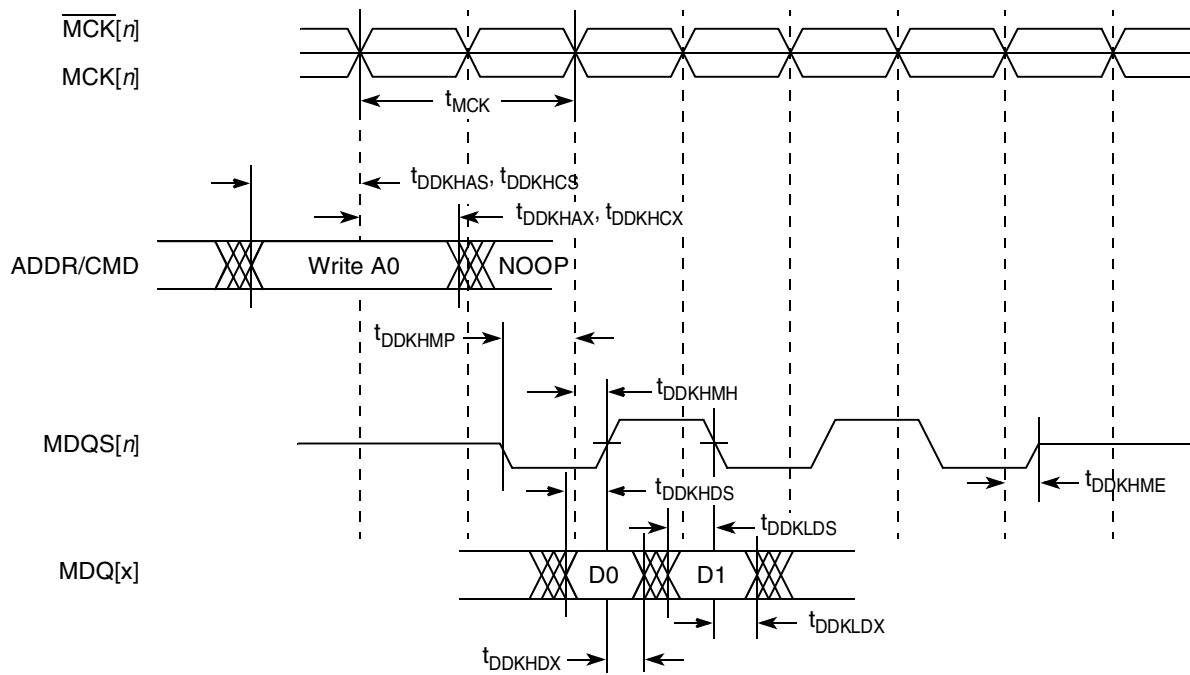 MCK[n]
MCK[n]
tMCK
tDDKHAS, tDDKHCS
tDDKHAX, tDDKHCX
ADDR/CMD
Write A0
NOOP
tDDKHMP
tDDKHMH
MDQS[n]
tDDKHDS
tDDKHME
tDDKLDS
MDQ[x]
D0
D1
tDDKLDX
tDDKHDX